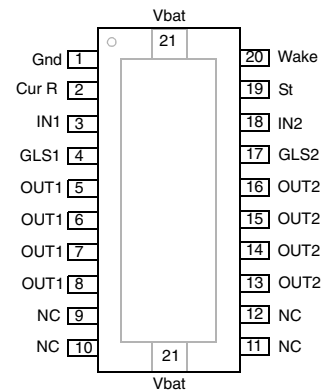 Vbat
21
Gnd 1
20 Wake
Cur R 2
19 St
IN1 3
18 IN2
GLS1 4
17 GLS2
OUT1 5
16 OUT2
OUT1 6
15 OUT2
OUT1 7
14 OUT2
OUT1 8
13 OUT2
NC 9
12 NC
NC 10
11 NC
21
Vbat